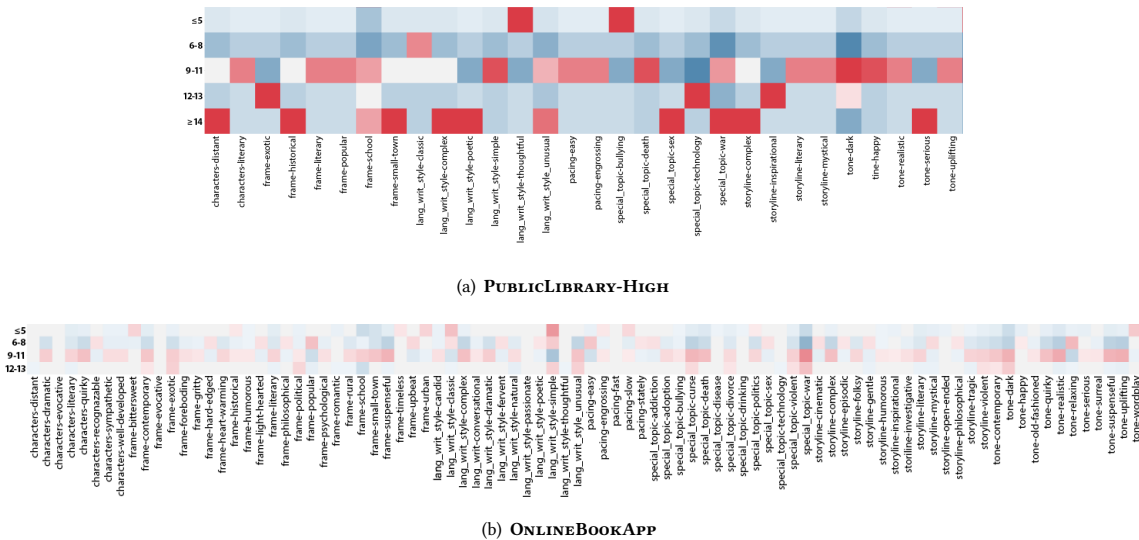 ≤5
6-8
9-11
12-13
≥14
characters-distant
characters-literary
frame-exotic
frame-historical
frame-literary
frame-popular
frame-school
frame-small-town
lang_writ_style-classic
lang_writ_style-complex
lang_writ_style-poetic
lang_writ_style-simple
lang_writ_style-thoughtful
lang_writ_style_unusual
pacing-easy
pacing-engrossing
special_topic-bullying
special_topic-death
special_topic-sex
special_topic-technology
special_topic-war
storyline-complex
storyline-inspirational
storyline-literary
storyline-mystical
tone-dark
tine-happy
tone-realistic
tone-serious
tone-uplifting
(a) PUBLICLIBRARY-HIGH
≤5
6-8
9-11
12-13
characters-distant
characters-dramatic
characters-evocative
characters-literary
characters-quirky
characters-recognazable
characters-sympathetic
characters-well-developed
frame-bittersweet
frame-contemporary
frame-evocative
frame-exotic
frame-foreboding
frame-gritty
frame-hard-edged
frame-heart-warming
frame-historical
frame-humorous
frame-light-hearted
frame-literary
frame-philosophical
frame-political
frame-popular
frame-psychological
frame-romantic
frame-rural
frame-school
frame-small-town
frame-suspenseful
frame-timeless
frame-upbeat
frame-urban
lang_writ_style-candid
lang_writ_style-classic
lang_writ_style-complex
lang_writ-conversational
lang_writ_style-dramatic
lang_writ_style-fervent
lang_writ_style-natural
lang_writ_style-passionate
lang_writ_style-poetic
lang_writ_style-simple
lang_writ_style-thoughtful
lang_writ_style_unusual
pacing-easy
pacing-engrossing
pacing-fast
pacing-slow
pacing-stately
special_topic-addiction
special_topic-adoption
special_topic-bullying
special_topic-curse
special_topic-death
special_topic-disease
special_topic-divorce
special_topic-drinking
special_topic-politics
special_topic-sex
special_topic-technology
special_topic-violent
special_topic-war
storyline-cinematic
storyline-complex
storyline-episodic
storyline-folksy
storyline-gentle
storyline-humorous
storyline-inspirational
storiline-investigative
storyline-literary
storyline-mystical
storyline-open-ended
storyline-philosophical
storyline-tragic
storyline-violent
tone-contemporary
tone-dark
tone-happy
tone-old-fashioned
tone-quirky
tone-realistic
tone-relaxing
tone-serious
tone-surreal
tone-suspenseful
tone-uplifting
tone-wordplay
(b) ONLINEBOOKAPP